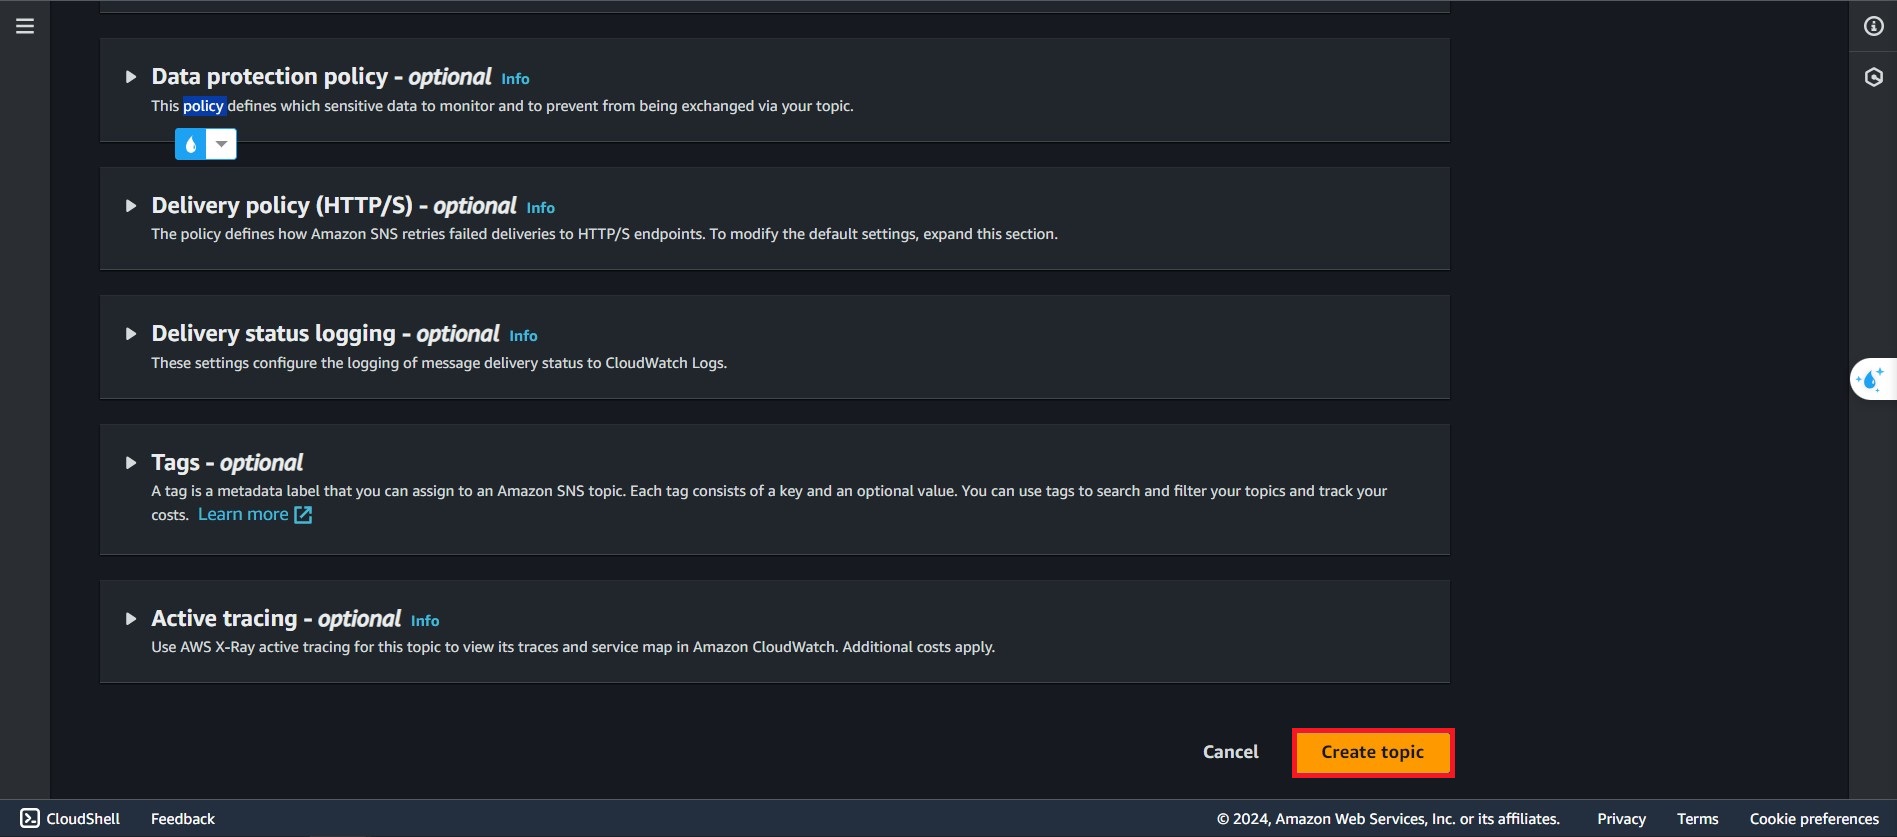 Data protection policy - optional Info
This policy defines which sensitive data to monitor and to prevent from being exchanged via your topic.
Delivery policy (HTTP/S) - optional Info
The policy defines how Amazon SNS retries failed deliveries to HTTP/S endpoints. To modify the default settings, expand this section.
Delivery status logging - optional Info
These settings configure the logging of message delivery status to CloudWatch Logs.
Tags - optional
A tag is a metadata label that you can assign to an Amazon SNS topic. Each tag consists of a key and an optional value. You can use tags to search and filter your topics and track your
costs. Learn more
Active tracing - optional Info
Use AWS X-Ray active tracing for this topic to view its traces and service map in Amazon CloudWatch. Additional costs apply.
Cancel Create topic
CloudShell Feedback © 2024, Amazon Web Services, Inc. or its affiliates. Privacy Terms Cookie preferences